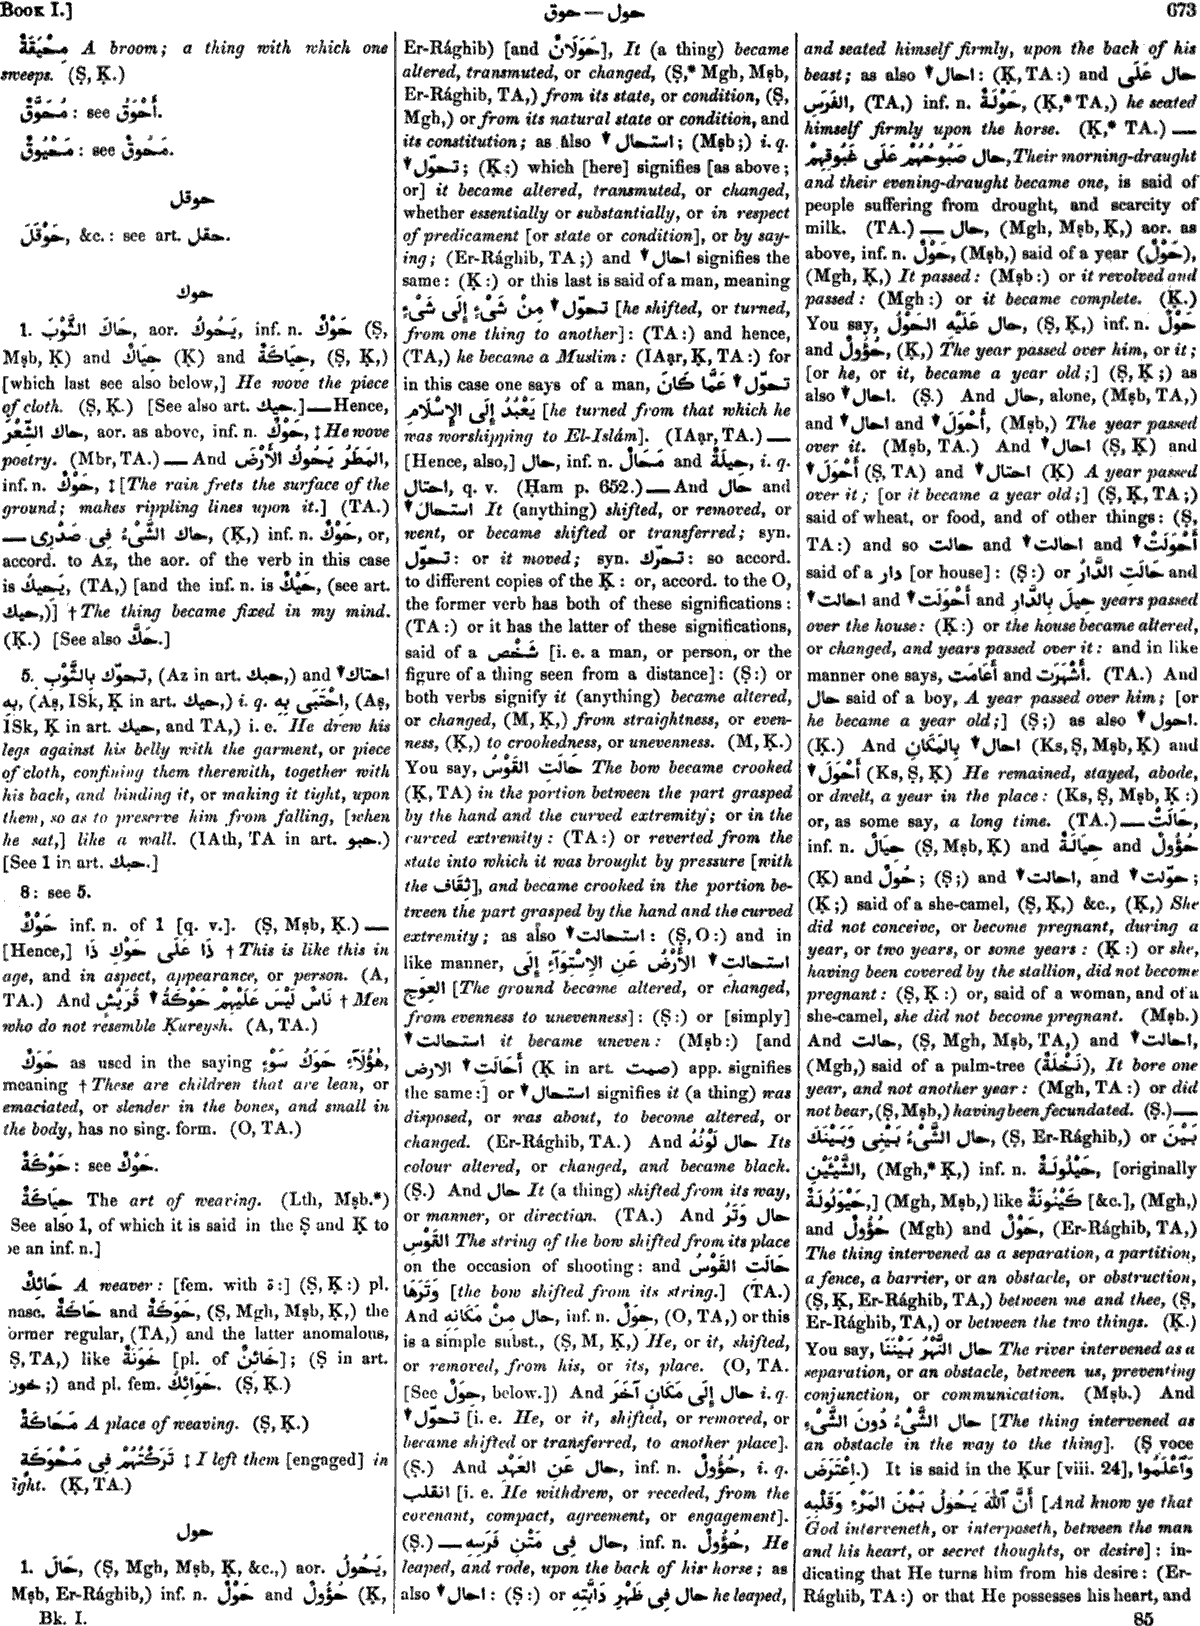 Book I.]
حول — حوق
673
مِحْيَقَةٌ A broom; a thing with which one
sweeps. (Ṣ, Ḳ.)
مُحَوَّقٌ : see أَحْوَقُ.
مَحْيُوقٌ : see مَحُوقٌ.
حوقل
حَوْقَلَ, &c. : see art. حقل.
حوك
1. حَاكَ الثَّوْبَ, aor. يَحُوكُ, inf. n. حَوْكٌ (Ṣ,
Mṣb, Ḳ) and حِيَاكٌ (Ḳ) and حِيَاكَةٌ, (Ṣ, Ḳ,)
[which last see also below,] He wove the piece
of cloth. (Ṣ, Ḳ.) [See also art. حيك.] — Hence,
حاك الشِّعْرَ, aor. as above, inf. n. حَوْكٌ, ‡ He wove
poetry. (Mbr, TA.) — And المَطَرُ يَحُوكُ الأَرْضَ,
inf. n. حَوْكٌ, ‡ [The rain frets the surface of the
ground; makes rippling lines upon it.] (TA.)
— حاك الشَّىْءُ فِى صَدْرِى, (Ḳ,) inf. n. حَوْكٌ, or,
accord. to Az, the aor. of the verb in this case
is يَحِيكُ, (TA,) [and the inf. n. is حَيْكٌ, (see art.
حيك,)] † The thing became fixed in my mind.
(Ḳ.) [See also حَكَّ.]
5. تحوّك بِالثَّوْبِ, (Az in art. حبك,) and احتاك
بِهِ, (Aṣ, ISk, Ḳ in art. حيك,) i. q. اِحْتَبَى بِهِ, (Aṣ,
ISk, Ḳ in art. حيك, and TA,) i. e. He drew his
legs against his belly with the garment, or piece
of cloth, confining them therewith, together with
his back, and binding it, or making it tight, upon
them, so as to preserve him from falling, [when
he sat,] like a wall. (IAth, TA in art. حبو.)
[See 1 in art. حبك.]
8 : see 5.
حَوْكٌ inf. n. of 1 [q. v.]. (Ṣ, Mṣb, Ḳ.) —
[Hence,] ذَا عَلَى حَوْكِ ذَا † This is like this in
age, and in aspect, appearance, or person. (A,
TA.) And نَاسٌ لَيْسَ عَلَيْهِمْ حَوْكَةُ قُرَيْشٍ † Men
who do not resemble Ḳureysh. (A, TA.)
حَوَكٌ as used in the saying هٰؤُلَآءِ حَوَكُ سَوْءٍ,
meaning † These are children that are lean, or
emaciated, or slender in the bones, and small in
the body, has no sing. form. (O, TA.)
حَوْكَةٌ : see حَوْكٌ.
حِيَاكَةٌ The art of weaving. (Lth, Mṣb.*)
See also 1, of which it is said in the Ṣ and Ḳ to
be an inf. n.]
حَائِكٌ A weaver : [fem. with ة :] (Ṣ, Ḳ :) pl.
masc. حَاكَةٌ and حَوَكَةٌ, (Ṣ, Mgh, Mṣb, Ḳ,) the
former regular, (TA,) and the latter anomalous,
Ṣ, TA,) like خَوَنَةٌ [pl. of خَائِنٌ]; (Ṣ in art.
خور ;) and pl. fem. حَوَائِكُ. (Ṣ, Ḳ.)
مَحَاكَةٌ A place of weaving. (Ṣ, Ḳ.)
تَرَكْتُهُمْ فِى مَحْوَكَةٍ ‡ I left them [engaged] in
fight. (Ḳ, TA.)
حول
1. حَالَ, (Ṣ, Mgh, Mṣb, Ḳ, &c.,) aor. يَحُولُ,
Mṣb, Er-Rághib,) inf. n. حَوْلٌ and حُؤُولٌ (Ḳ,
Bk. I.
Er-Rághib) [and حَوَلَانٌ], It (a thing) became
altered, transmuted, or changed, (Ṣ,* Mgh, Mṣb,
Er-Rághib, TA,) from its state, or condition, (Ṣ,
Mgh,) or from its natural state or condition, and
its constitution; as also ▼ استحال ; (Mṣb ;) i. q.
▼ تحوّل ; (Ḳ :) which [here] signifies [as above ;
or] it became altered, transmuted, or changed,
whether essentially or substantially, or in respect
of predicament [or state or condition], or by say-
ing; (Er-Rághib, TA ;) and ▼ احال signifies the
same : (Ḳ :) or this last is said of a man, meaning
▼ تحوّل مِنْ شَىْءٍ إِلَى شَىْءٍ [he shifted, or turned,
from one thing to another] : (TA :) and hence,
(TA,) he became a Muslim : (IAạr, Ḳ, TA :) for
in this case one says of a man, ▼ تحوّل عَمَّا كَانَ
يَعْبُدُ إِلَى الإِسْلَامِ [he turned from that which he
was worshipping to El-Islám]. (IAạr, TA.) —
[Hence, also,] حال, inf. n. مَحَالٌ and حِيلَةٌ, i. q.
احتال, q. v. (Ḥam p. 652.) — And حال and
▼ استحال It (anything) shifted, or removed, or
went, or became shifted or transferred; syn.
تحوّل : or it moved; syn. تحرّك : so accord.
to different copies of the Ḳ : or, accord. to the O,
the former verb has both of these significations :
(TA :) or it has the latter of these significations,
said of a شَخْص [i. e. a man, or person, or the
figure of a thing seen from a distance] : (Ṣ :) or
both verbs signify it (anything) became altered,
or changed, (M, Ḳ,) from straightness, or even-
ness, (Ḳ,) to crookedness, or unevenness. (M, Ḳ.)
You say, حَالَتِ القَوْسُ The bow became crooked
(Ḳ, TA) in the portion between the part grasped
by the hand and the curved extremity; or in the
curved extremity : (TA :) or reverted from the
state into which it was brought by pressure [with
the ثِقَاف], and became crooked in the portion be-
tween the part grasped by the hand and the curved
extremity; as also ▼ استحالت : (Ṣ, O :) and in
like manner, ▼ استحالت الأَرْضُ عَنِ الاِسْتِوَآءِ إِلَى
العِوَجِ [The ground became altered, or changed,
from evenness to unevenness] : (Ṣ :) or [simply]
▼ استحالت it became uneven : (Mṣb :) [and
▼ أَحَالَتِ الارض (Ḳ in art. صمت) app. signifies
the same :] or ▼ استحال signifies it (a thing) was
disposed, or was about, to become altered, or
changed. (Er-Rághib, TA.) And حال لَوْنُهُ Its
colour altered, or changed, and became black.
(Ṣ.) And حال It (a thing) shifted from its way,
or manner, or direction. (TA.) And حال وَتَرُ
القَوْسِ The string of the bow shifted from its place
on the occasion of shooting : and حَالَتِ القَوْسُ
وَتَرَهَا [the bow shifted from its string.] (TA.)
And حال مِنْ مَكَانِهِ, inf. n. حِوَلٌ, (O, TA,) or this
is a simple subst., (Ṣ, M, Ḳ,) He, or it, shifted,
or removed, from his, or its, place. (O, TA.
[See حِوَلٌ, below.]) And حال إِلَى مَكَانٍ آخَرَ i. q.
▼ تحوّل [i. e. He, or it, shifted, or removed, or
became shifted or transferred, to another place].
(Ṣ.) And حال عَنِ العَهْدِ, inf. n. حُؤُولٌ, i. q.
انقلب [i. e. He withdrew, or receded, from the
covenant, compact, agreement, or engagement].
(Ṣ.) — حال فِى مَتْنِ فَرَسِهِ, inf. n. حُؤُولٌ, He
leaped, and rode, upon the back of his horse; as
also ▼ احال : (Ṣ :) or حال فِى ظَهْرِ دَابَّتِهِ he leaped,
and seated himself firmly, upon the back of his
beast; as also ▼ احال : (Ḳ, TA :) and حال عَلَى
الفَرَسِ, (TA,) inf. n. حَوْلَةٌ, (Ḳ,* TA,) he seated
himself firmly upon the horse. (Ḳ,* TA.) —
حال صَبُوحُهُمْ عَلَى غَبُوقِهِمْ, Their morning-draught
and their evening-draught became one, is said of
people suffering from drought, and scarcity of
milk. (TA.) — حال, (Mgh, Mṣb, Ḳ,) aor. as
above, inf. n. حَوْلٌ, (Mṣb,) said of a year (حَوْلٌ),
(Mgh, Ḳ,) It passed : (Mṣb :) or it revolved and
passed : (Mgh :) or it became complete. (Ḳ.)
You say, حال عَلَيْهِ الحَوْلُ, (Ṣ, Ḳ,) inf. n. حَوْلٌ
and حُؤُولٌ, (Ḳ,) The year passed over him, or it;
[or he, or it, became a year old;] (Ṣ, Ḳ ;) as
also ▼ احال. (Ṣ.) And حال, alone, (Mṣb, TA,)
and ▼ احال and ▼ أَحْوَلَ, (Mṣb,) The year passed
over it. (Mṣb, TA.) And ▼ احال (Ṣ, Ḳ) and
▼ أَحْوَلَ (Ṣ, TA) and ▼ احتال (Ḳ) A year passed
over it; [or it became a year old;] (Ṣ, Ḳ, TA ;)
said of wheat, or food, and of other things : (Ṣ,
TA :) and so حالت and ▼ احالت and ▼ أَحْوَلَتْ
said of a دار [or house] : (Ṣ :) or حَالَتِ الدَّارُ and
▼ احالت and ▼ أَحْوَلَت and حِيلَ بِالدَّارِ years passed
over the house : (Ḳ :) or the house became altered,
or changed, and years passed over it : and in like
manner one says, أَعَامَت and أَشْهَرَت. (TA.) And
حال said of a boy, A year passed over him; [or
he became a year old;] (Ṣ ;) as also ▼ احول.
(Ḳ.) And ▼ احال بِالمَكَانِ (Ks, Ṣ, Mṣb, Ḳ) and
▼ أَحْوَلَ (Ks, Ṣ, Ḳ) He remained, stayed, abode,
or dwelt, a year in the place : (Ks, Ṣ, Mṣb, Ḳ :)
or, as some say, a long time. (TA.) — حَالَتْ,
inf. n. حِيَالٌ (Ṣ, Mṣb, Ḳ) and حِيَالَةٌ and حُؤُولٌ
(Ḳ) and حُولٌ ; (Ṣ ;) and ▼ احالت, and ▼ حوّلت ;
(Ḳ ;) said of a she-camel, (Ṣ, Ḳ,) &c., (Ḳ,) She
did not conceive, or become pregnant, during a
year, or two years, or some years : (Ḳ :) or she,
having been covered by the stallion, did not become
pregnant : (Ṣ, Ḳ :) or, said of a woman, and of a
she-camel, she did not become pregnant. (Mṣb.)
And حالت, (Ṣ, Mgh, Mṣb, TA,) and ▼ احالت,
(Mgh,) said of a palm-tree (نَخْلَةٌ), It bore one
year, and not another year : (Mgh, TA :) or did
not bear, (Ṣ, Mṣb,) having been fecundated. (Ṣ.) —
حال الشَّىْءُ بَيْنِى وَبَيْنَكَ, (Ṣ, Er-Rághib,) or بَيْنَ
الشَّيْئَيْنِ, (Mgh,* Ḳ,) inf. n. حَيْلُولَةٌ, [originally
حَيْوَلُولَةٌ,] (Mgh, Mṣb,) like كَيْنُونَةٌ [&c.], (Mgh,)
and حُؤُولٌ (Mgh) and حَوْلٌ, (Er-Rághib, TA,)
The thing intervened as a separation, a partition,
a fence, a barrier, or an obstacle, or obstruction,
(Ṣ, Ḳ, Er-Rághib, TA,) between me and thee, (Ṣ,
Er-Rághib, TA,) or between the two things. (Ḳ.)
You say, حال النَّهْرُ بَيْنَنَا The river intervened as a
separation, or an obstacle, between us, preventing
conjunction, or communication. (Mṣb.) And
حال الشَّىْءُ دُونَ الشَّىْءِ [The thing intervened as
an obstacle in the way to the thing]. (Ṣ voce
اِعْتَرَضَ.) It is said in the Ḳur [viii. 24], وَٱعْلَمُوا
أَنَّ ٱللّٰهَ يَحُولُ بَيْنَ المَرْءِ وَقَلْبِهِ [And know ye that
God interveneth, or interposeth, between the man
and his heart, or secret thoughts, or desire] : in-
dicating that He turns him from his desire : (Er-
Rághib, TA :) or that He possesses his heart, and
85